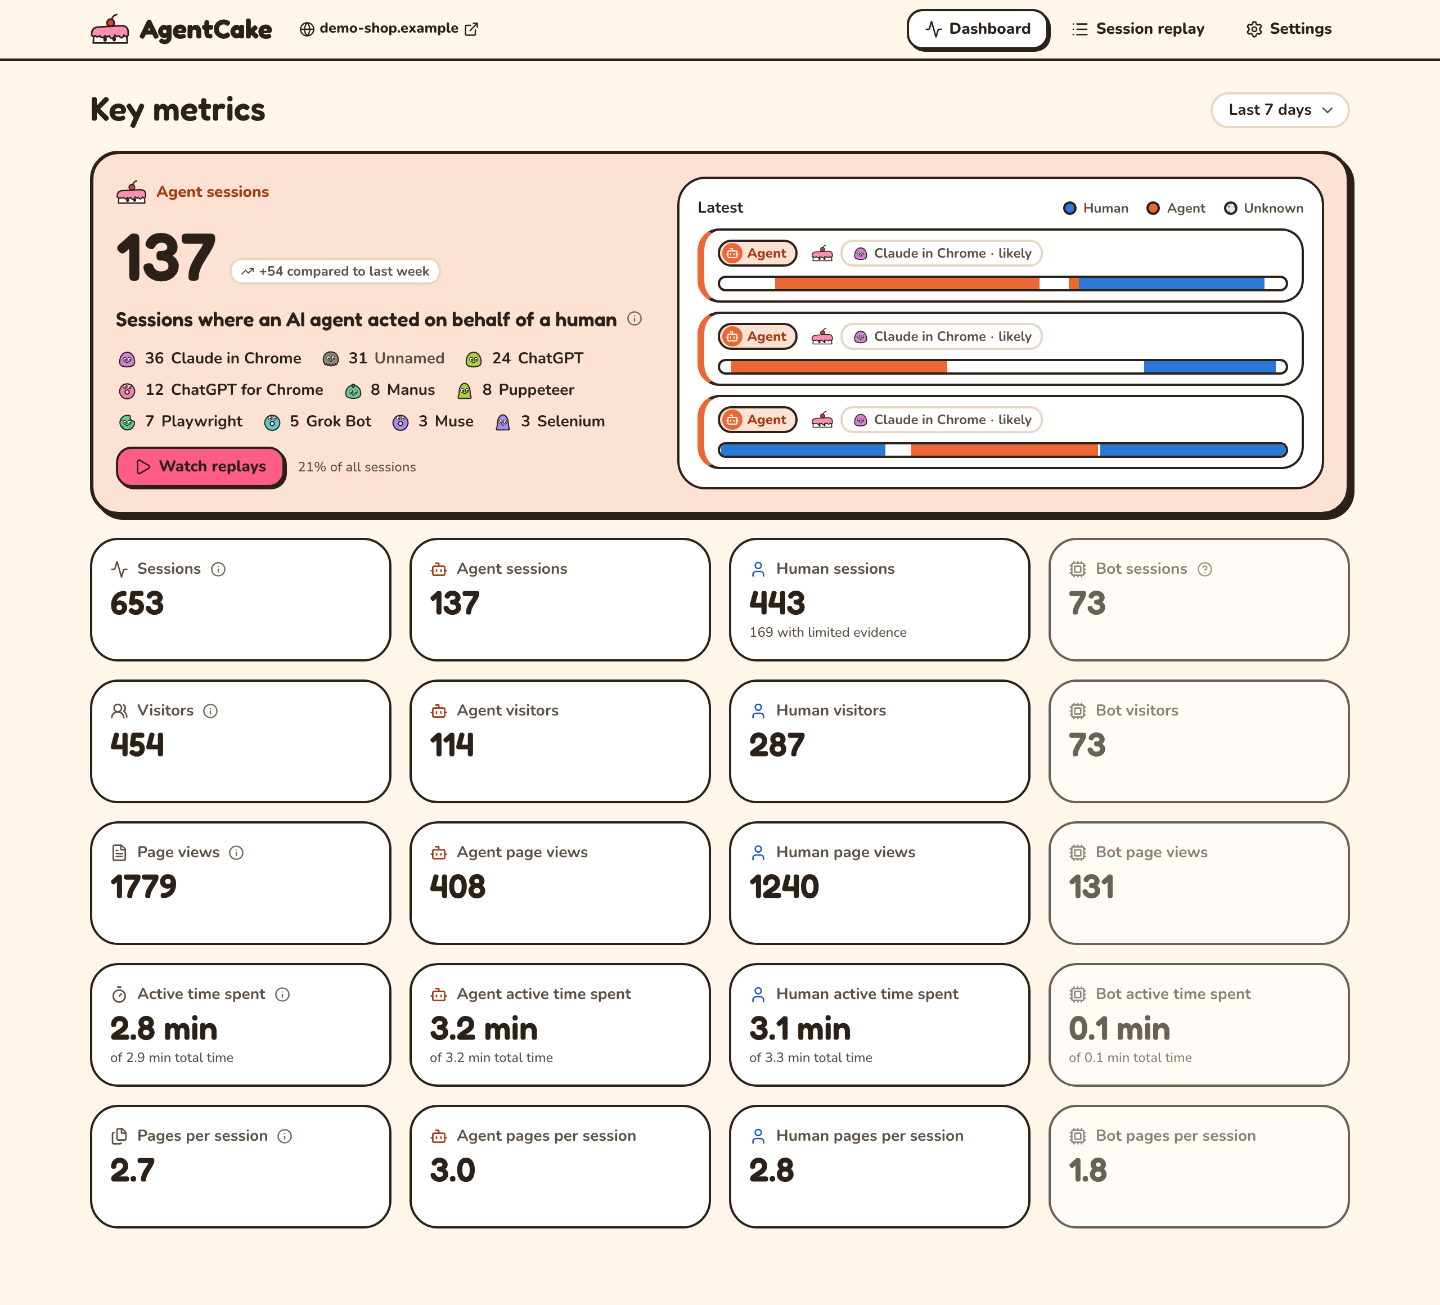 AgentCake
demo-shop.example
Dashboard
Session replay
Settings
Key metrics
Last 7 days
Agent sessions
137
+54 compared to last week
Sessions where an AI agent acted on behalf of a human
36 Claude in Chrome
31 Unnamed
24 ChatGPT
12 ChatGPT for Chrome
8 Manus
8 Puppeteer
7 Playwright
5 Grok Bot
3 Muse
3 Selenium
Watch replays
21% of all sessions
Latest
Human
Agent
Unknown
Agent
Claude in Chrome · likely
Agent
Claude in Chrome · likely
Agent
Claude in Chrome · likely
Sessions
653
Agent sessions
137
Human sessions
443
169 with limited evidence
Bot sessions
73
Visitors
454
Agent visitors
114
Human visitors
287
Bot visitors
73
Page views
1779
Agent page views
408
Human page views
1240
Bot page views
131
Active time spent
2.8 min
of 2.9 min total time
Agent active time spent
3.2 min
of 3.2 min total time
Human active time spent
3.1 min
of 3.3 min total time
Bot active time spent
0.1 min
of 0.1 min total time
Pages per session
2.7
Agent pages per session
3.0
Human pages per session
2.8
Bot pages per session
1.8